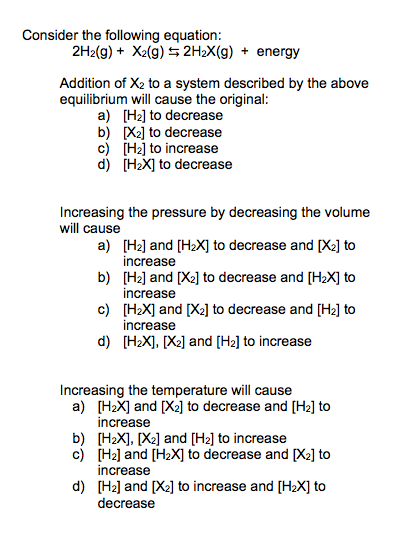 Consider the following equation:
2H₂(g) + X₂(g) ⇆ 2H₂X(g) + energy
Addition of X₂ to a system described by the above
equilibrium will cause the original:
a) [H₂] to decrease
b) [X₂] to decrease
c) [H₂] to increase
d) [H₂X] to decrease
Increasing the pressure by decreasing the volume
will cause
a) [H₂] and [H₂X] to decrease and [X₂] to
increase
b) [H₂] and [X₂] to decrease and [H₂X] to
increase
c) [H₂X] and [X₂] to decrease and [H₂] to
increase
d) [H₂X], [X₂] and [H₂] to increase
Increasing the temperature will cause
a) [H₂X] and [X₂] to decrease and [H₂] to
increase
b) [H₂X], [X₂] and [H₂] to increase
c) [H₂] and [H₂X] to decrease and [X₂] to
increase
d) [H₂] and [X₂] to increase and [H₂X] to
decrease